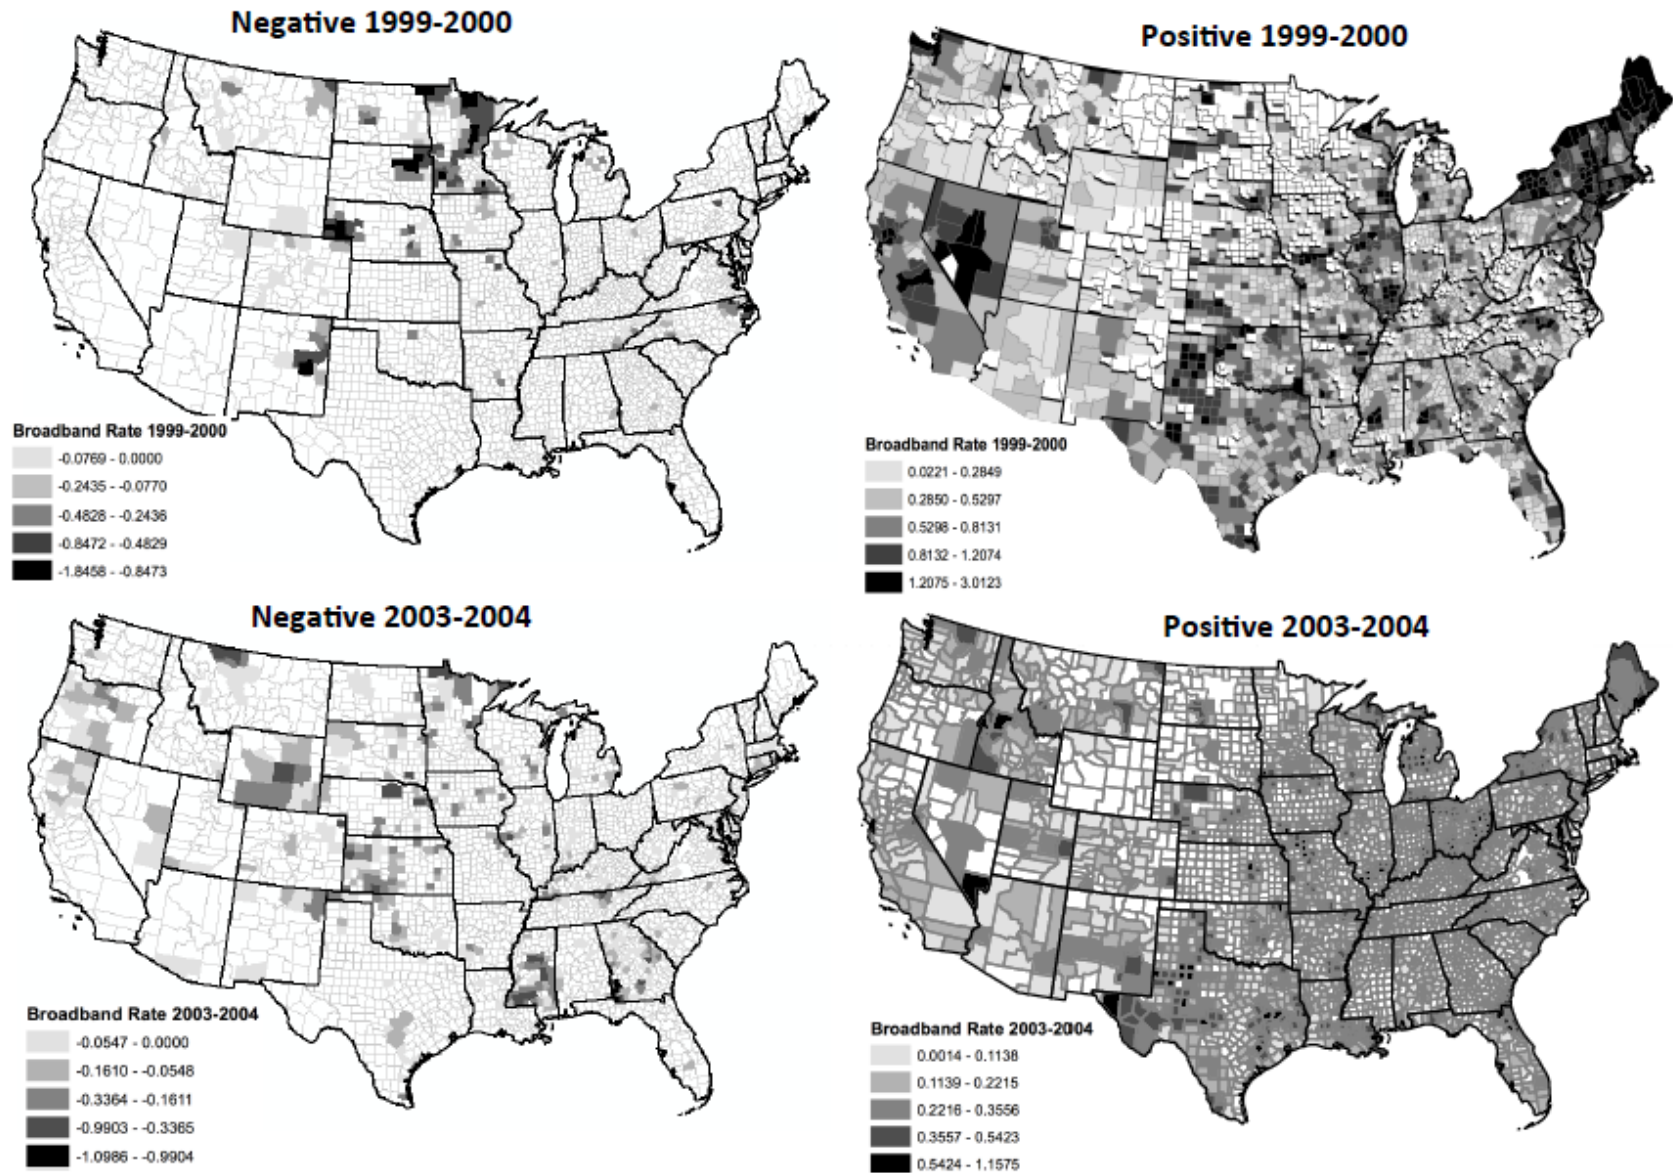 Negative 1999-2000
Positive 1999-2000
Broadband Rate 1999-2000
-0.0769 - 0.0000
-0.2435 - -0.0770
-0.4828 - -0.2436
-0.8472 - -0.4829
-1.8458 - -0.8473
Broadband Rate 1999-2000
0.0221 - 0.2849
0.2850 - 0.5297
0.5298 - 0.8131
0.8132 - 1.2074
1.2075 - 3.0123
Negative 2003-2004
Positive 2003-2004
Broadband Rate 2003-2004
-0.0547 - 0.0000
-0.1610 - -0.0548
-0.3364 - -0.1611
-0.9903 - -0.3365
-1.0986 - -0.9904
Broadband Rate 2003-2004
0.0014 - 0.1138
0.1139 - 0.2215
0.2216 - 0.3556
0.3557 - 0.5423
0.5424 - 1.1575